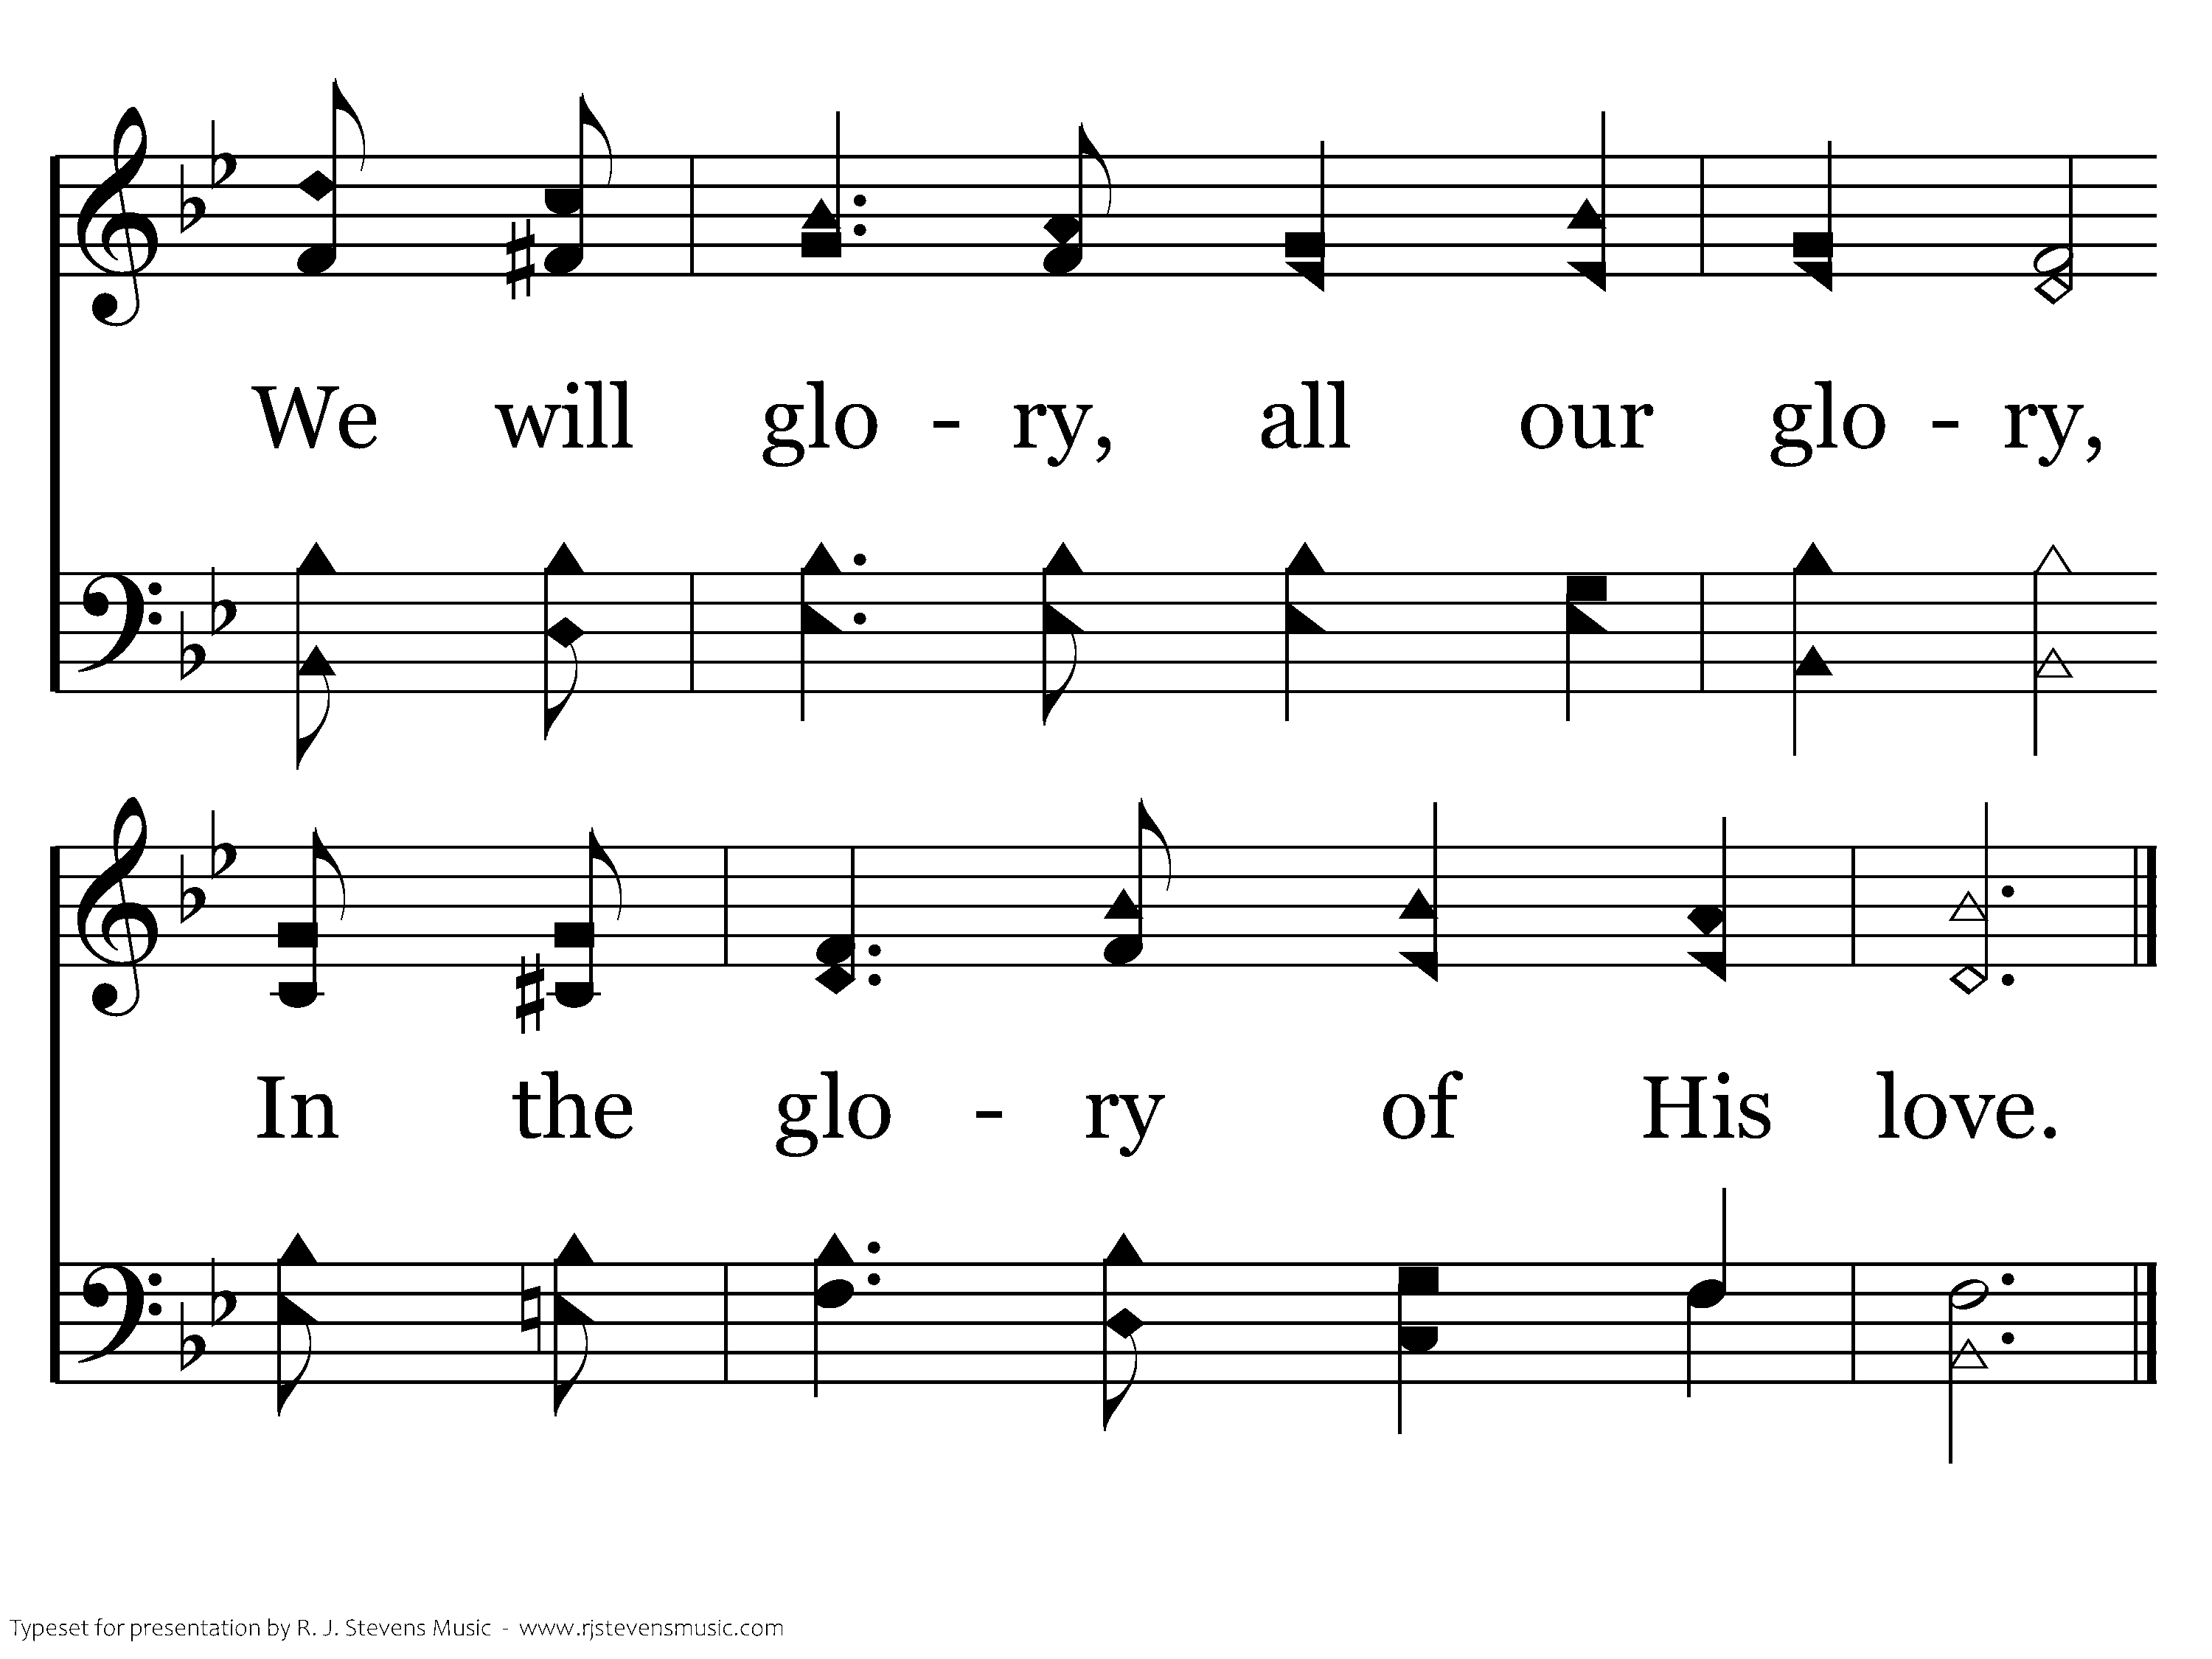 We will glo - ry, all our glo - ry,
In the glo - ry of His love.
Typeset for presentation by R. J. Stevens Music - www.rjstevensmusic.com